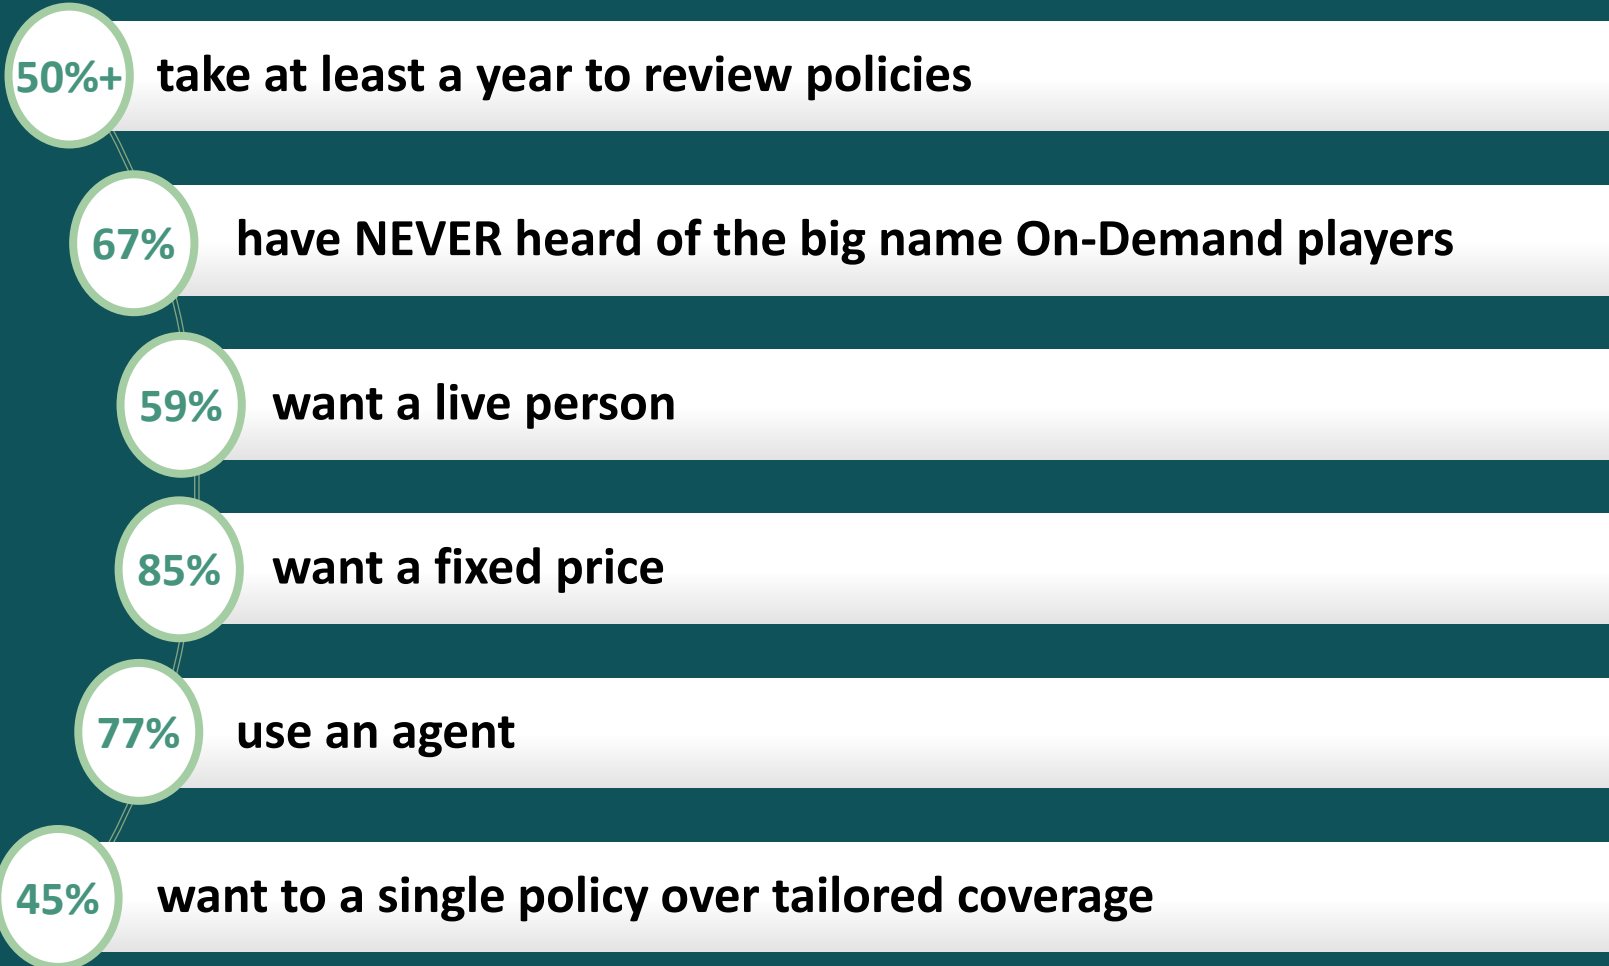 50%+ take at least a year to review policies
67% have NEVER heard of the big name On-Demand players
59% want a live person
85% want a fixed price
77% use an agent
45% want to a single policy over tailored coverage